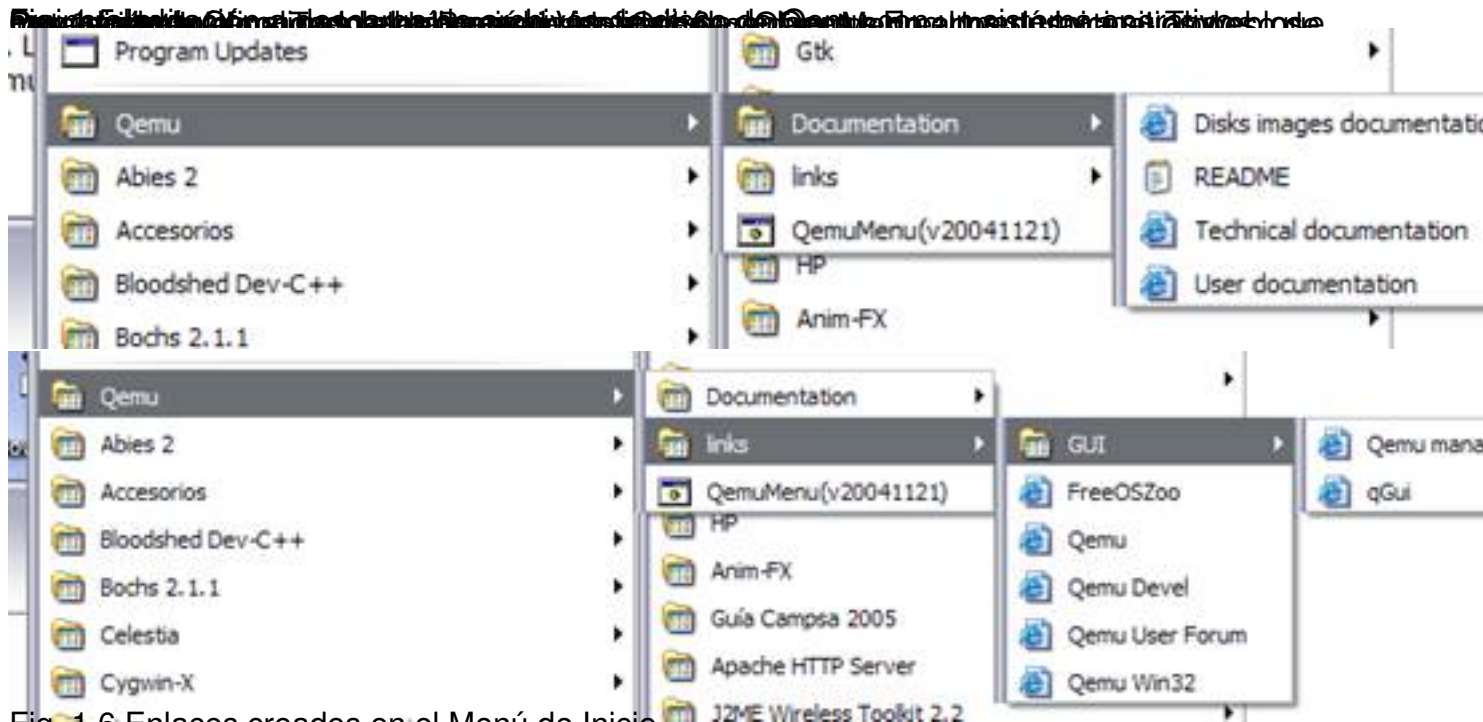 Program Updates
Gtk
Qemu
Documentation
Disks images
README
Technical documentation
User documentation
Abies 2
links
Accesorios
QemuMenu(v20041121)
Bloodshed Dev-C++
HP
Bochs 2.1.1
Anim-FX
Qemu
Documentation
Abies 2
links
GUI
Qemu
qGui
Accesorios
QemuMenu(v20041121)
FreeOSZoo
Bloodshed Dev-C++
HP
Qemu
Bochs 2.1.1
Anim-FX
Qemu Devel
Celestia
Guía Campsa 2005
Qemu User Forum
Cygwin-X
Apache HTTP Server
Qemu Win32
J2ME Wireless Toolkit 2.2
Fig. 1.6 Enlaces creados en el Menú de Inicio